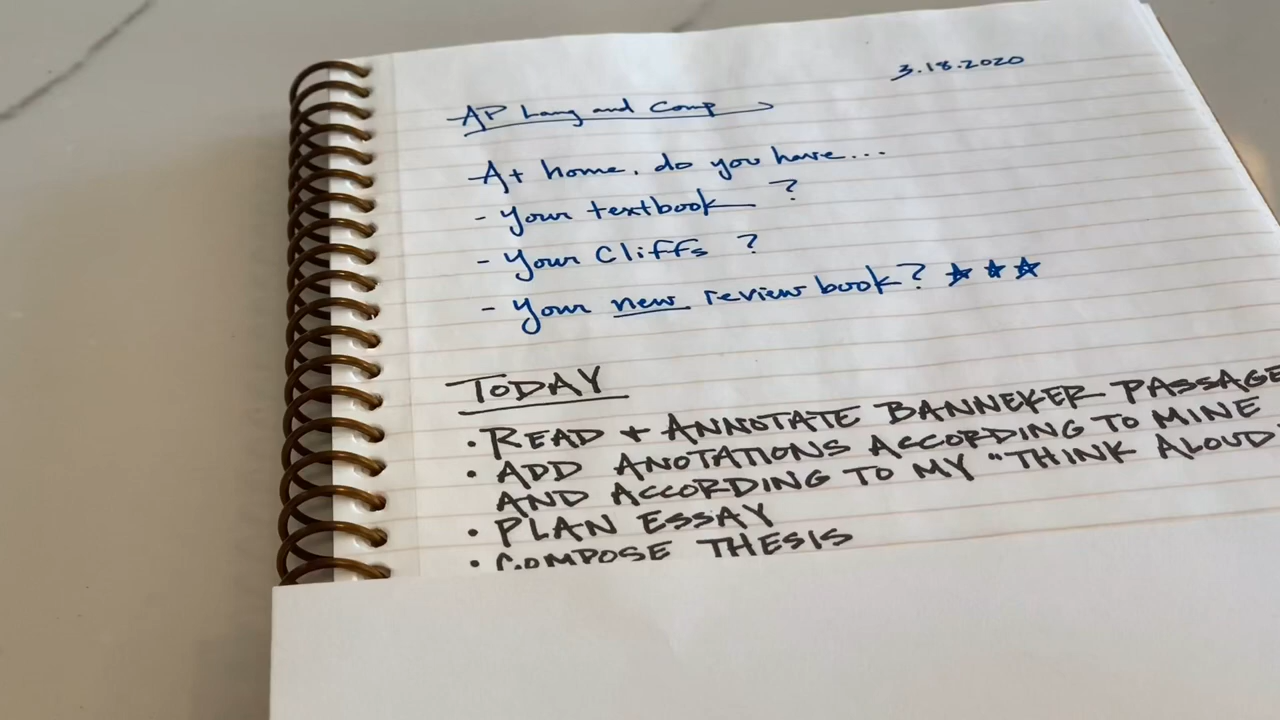 3.18.2020
AP Lang and Comp
At home, do you have...
- Your textbook ?
- Your Cliffs ?
- Your new review book? ★ ★ ★
TODAY
• READ + ANNOTATE BANNEKER PASSAGE
• ADD ANOTATIONS ACCORDING TO MINE
AND ACCORDING TO MY "THINK ALOUD"
• PLAN ESSAY
• COMPOSE THESIS